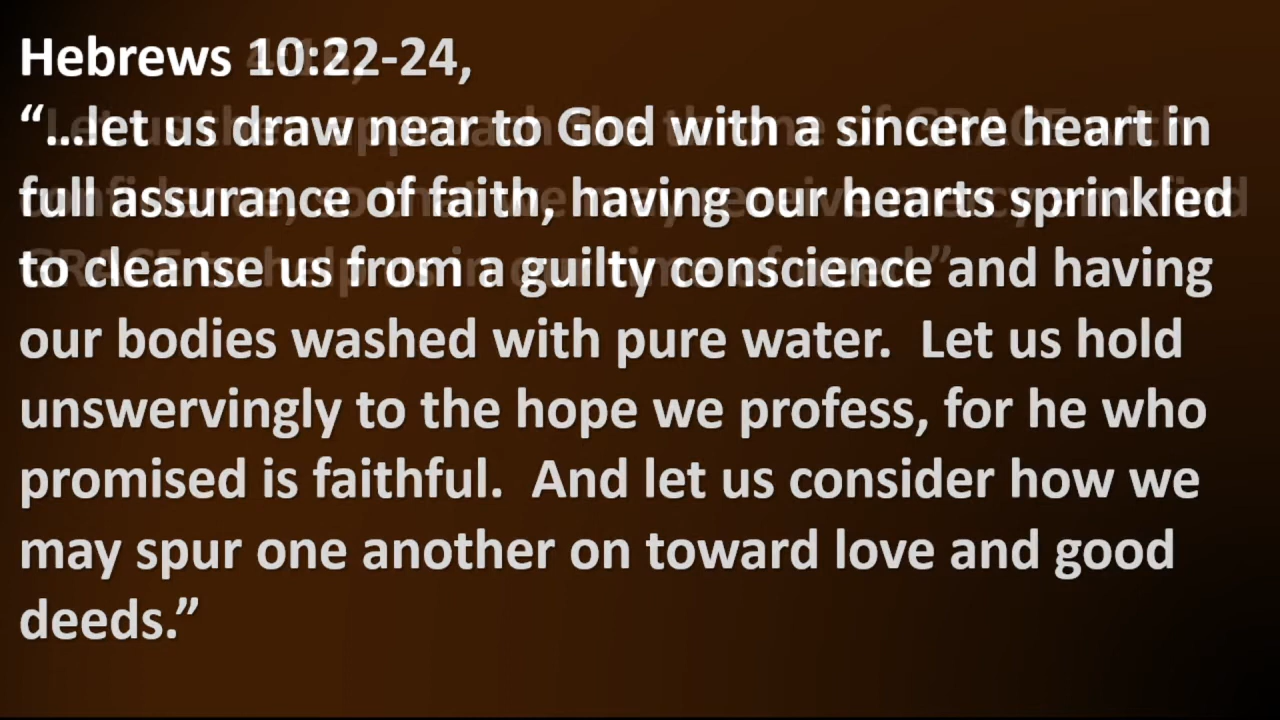 Hebrews 10:22-24,
“…let us draw near to God with a sincere heart in
full assurance of faith, having our hearts sprinkled
to cleanse us from a guilty conscience and having
our bodies washed with pure water.  Let us hold
unswervingly to the hope we profess, for he who
promised is faithful.  And let us consider how we
may spur one another on toward love and good
deeds.”